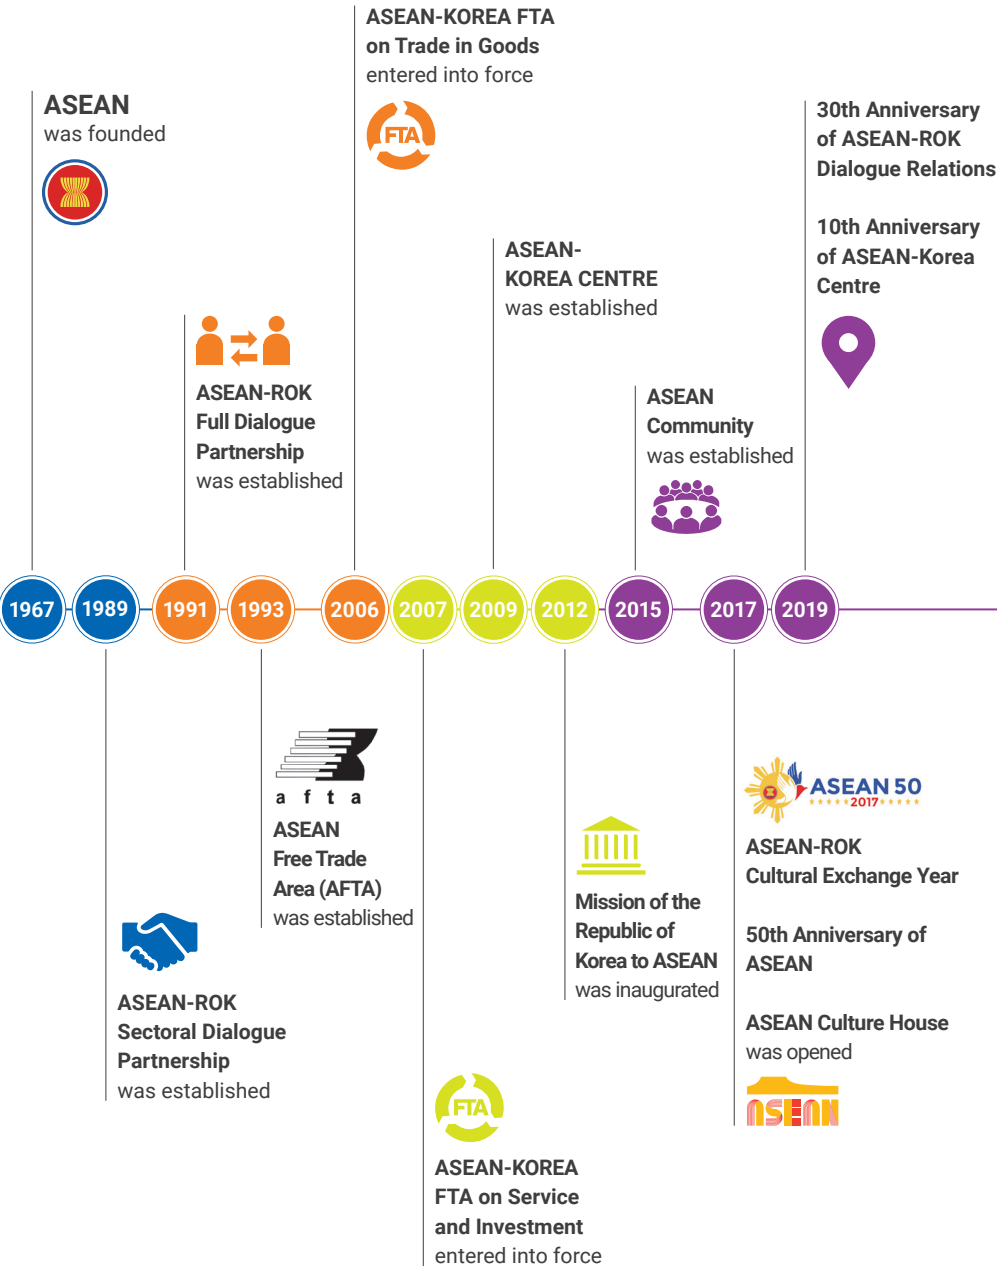 ASEAN-KOREA FTA
on Trade in Goods
entered into force
FTA
ASEAN
was founded
30th Anniversary
of ASEAN-ROK
Dialogue Relations
10th Anniversary
of ASEAN-Korea
Centre
ASEAN-
KOREA CENTRE
was established
ASEAN-ROK
Full Dialogue
Partnership
was established
ASEAN
Community
was established
1967
1989
1991
1993
2006
2007
2009
2012
2015
2017
2019
afta
ASEAN
Free Trade
Area (AFTA)
was established
ASEAN 50
2017
ASEAN-ROK
Cultural Exchange Year
50th Anniversary of
ASEAN
ASEAN Culture House
was opened
ASEAN
Mission of the
Republic of
Korea to ASEAN
was inaugurated
ASEAN-ROK
Sectoral Dialogue
Partnership
was established
FTA
ASEAN-KOREA
FTA on Service
and Investment
entered into force